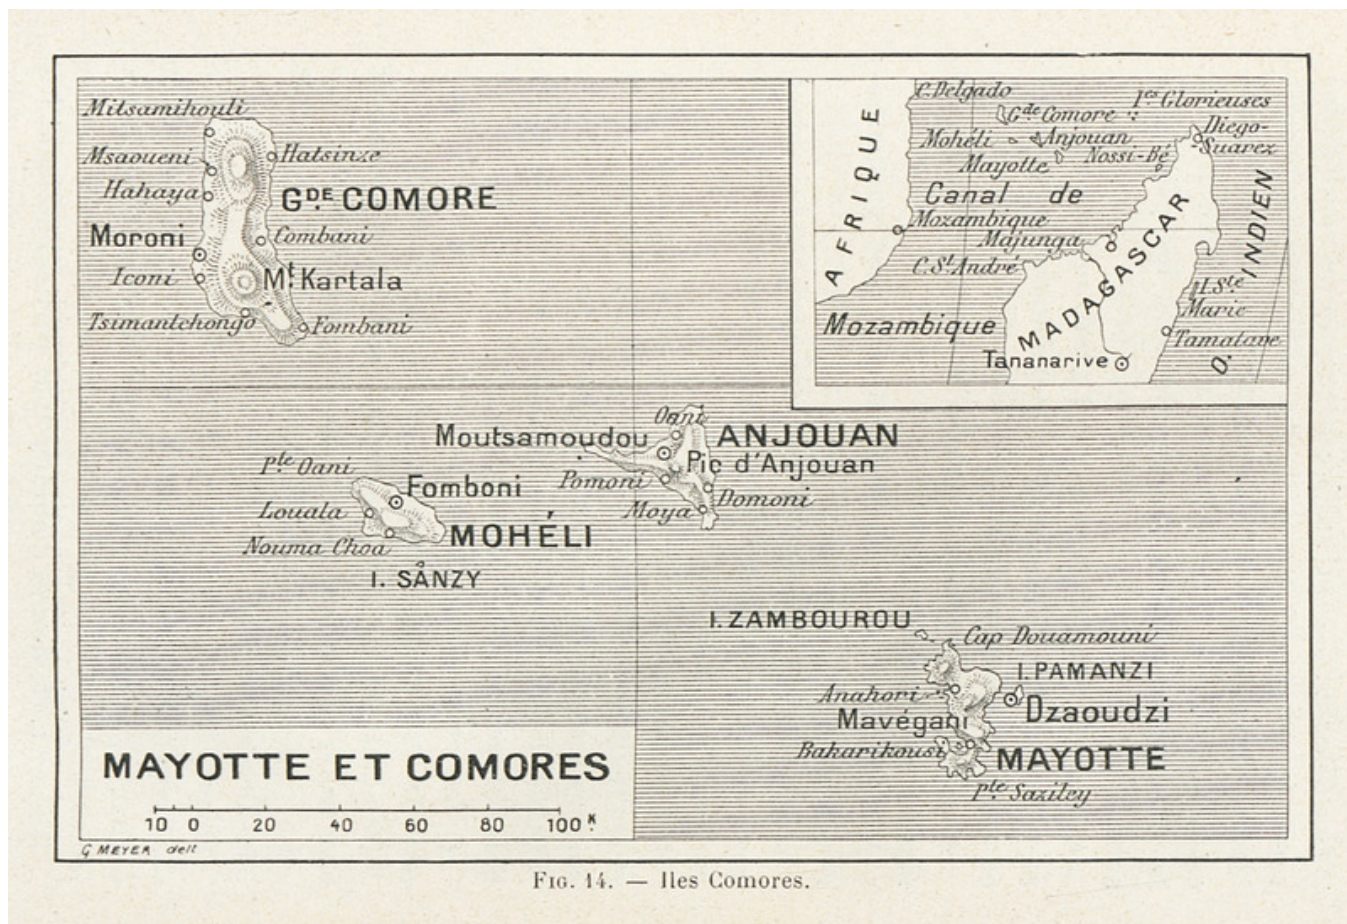 Mitsamihouli
Msaoueni
Hatsinze
Hahaya
GDE COMORE
Moroni
Combani
Iconi
Mt Kartala
Tsimantchongo
Fombani
C. Delgado
Gde Comore
Ies Glorieuses
Mohéli
Anjouan
Diego-
Suarez
Mayotte
Nossi-Bé
AFRIQUE
Canal de
Mozambique
Majunga
C. St André
Mozambique
MADAGASCAR
Tananarive
I. Ste
Marie
Tamatave
O. INDIEN
Oani
Moutsamoudou
ANJOUAN
Pic d'Anjouan
Pomoni
Domoni
Moya
Pte Oani
Fomboni
Louala
MOHÉLI
Nouma Choa
I. SANZY
I. ZAMBOUROU
Cap Douamouni
I. PAMANZI
Anahori
Dzaoudzi
Mavégani
Bakarikousi
MAYOTTE
Pte Saziley
MAYOTTE ET COMORES
10 0 20 40 60 80 100 K.
G MEYER delt
FIG. 14. — Iles Comores.